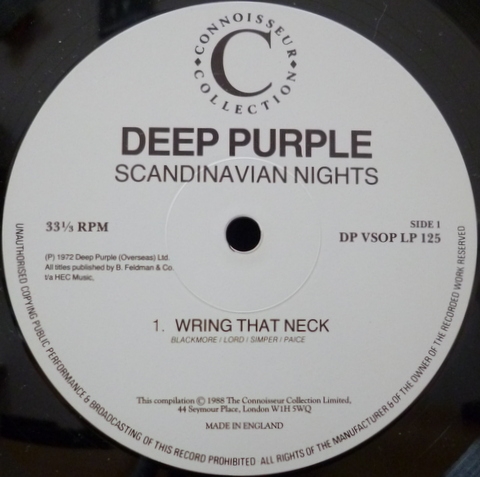 CONNOISSEUR
C
COLLECTION
DEEP PURPLE
SCANDINAVIAN NIGHTS
33⅓ RPM
SIDE 1
DP VSOP LP 125
(P) 1972 Deep Purple (Overseas) Ltd.
All titles published by B. Feldman & Co.
t/a HEC Music,
1. WRING THAT NECK
BLACKMORE / LORD / SIMPER / PAICE
This compilation © 1988 The Connoisseur Collection Limited,
44 Seymour Place, London W1H 5WQ
MADE IN ENGLAND
UNAUTHORISED COPYING PUBLIC PERFORMANCE & BROADCASTING OF THIS RECORD PROHIBITED ALL RIGHTS OF THE MANUFACTURER & OF THE OWNER OF THE RECORDED WORK RESERVED